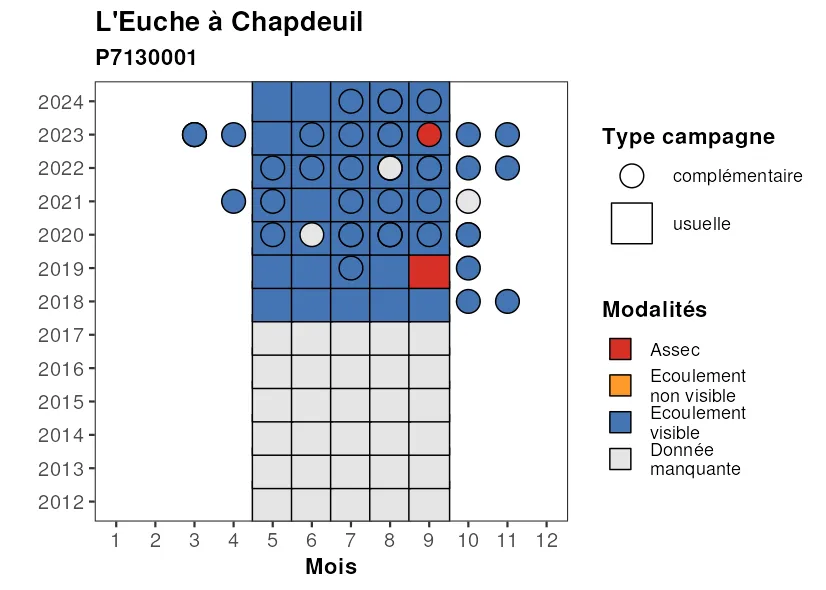 L'Euche à Chapdeuil
P7130001
2024
2023
2022
2021
2020
2019
2018
2017
2016
2015
2014
2013
2012
1 2 3 4 5 6 7 8 9 10 11 12
Mois
Type campagne
complémentaire
usuelle
Modalités
Assec
Ecoulement
non visible
Ecoulement
visible
Donnée
manquante